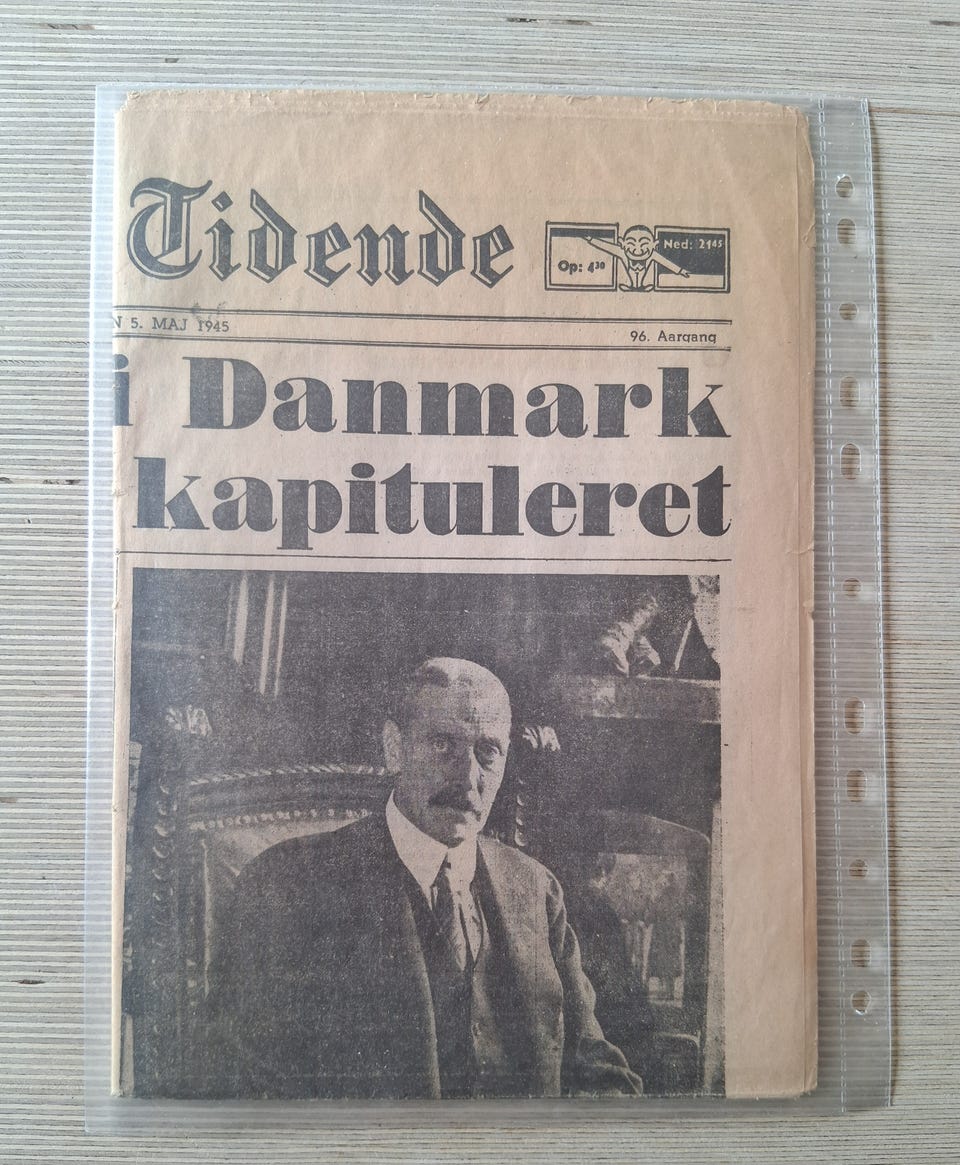 Tidende
Op: 4³⁰
Ned: 21⁴⁵
N 5. MAJ 1945
96. Aargang
i Danmark
kapituleret